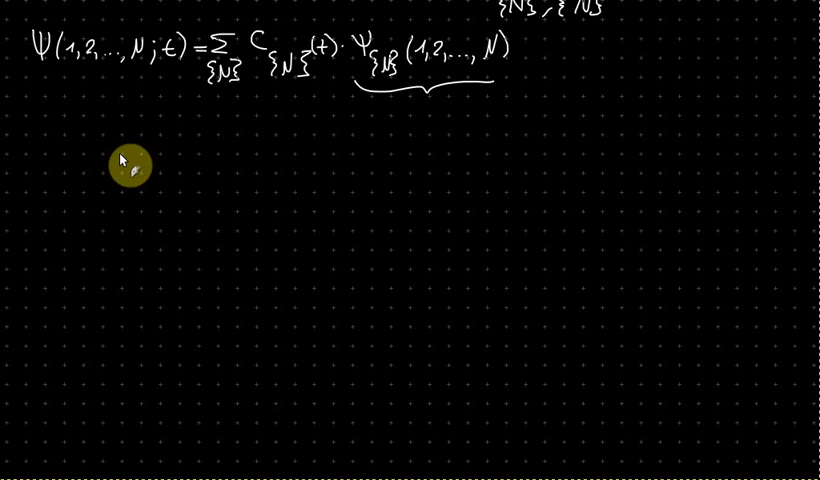 {N},{N}
Ψ(1,2,...,N;t) = Σ_{N} C_{N}(t) · Ψ_{N}(1,2,...,N)